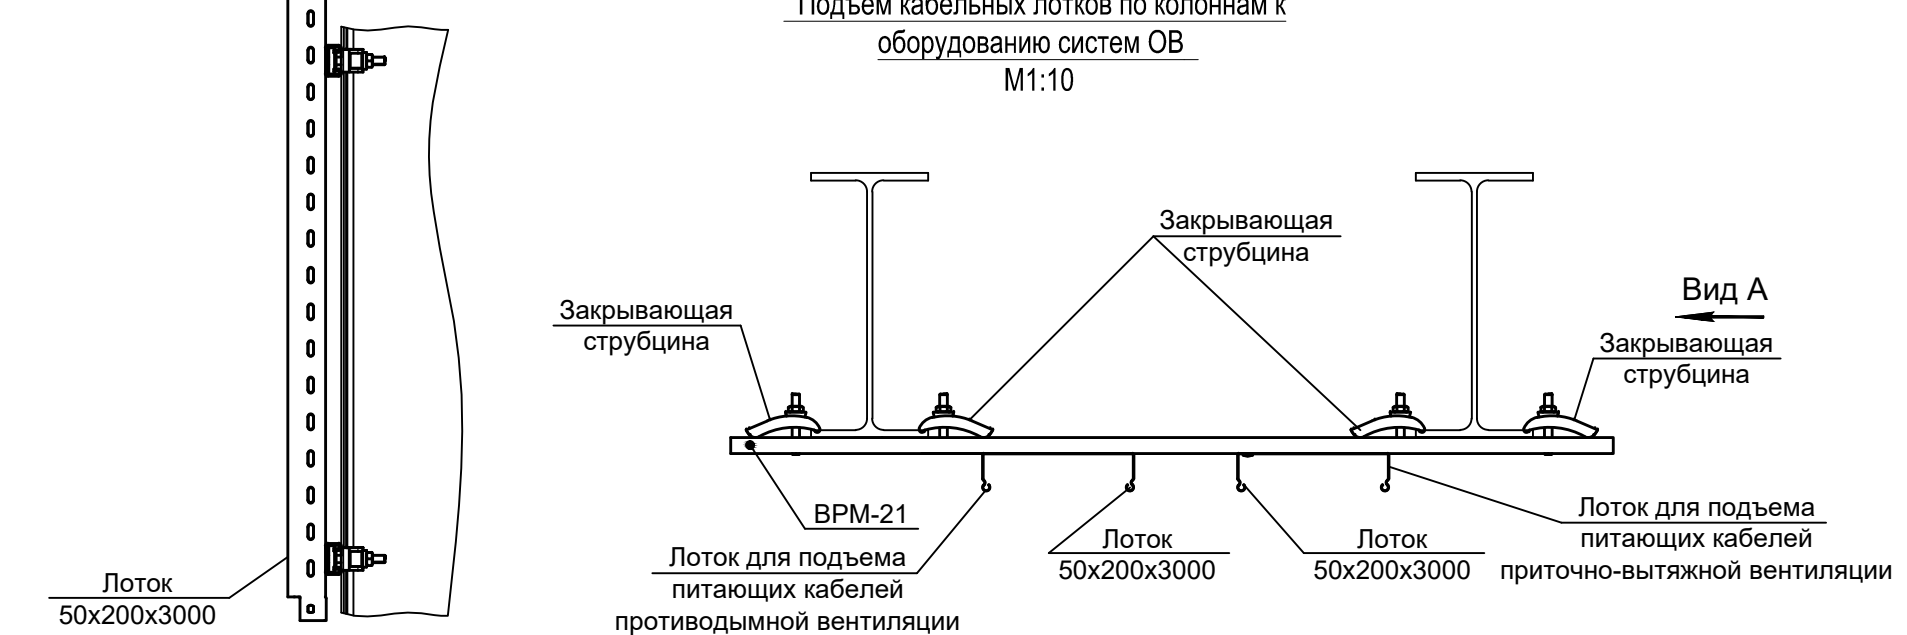 Подъем кабельных лотков по колоннам к
оборудованию систем ОВ
М1:10
Закрывающая
струбцина
Вид А
Закрывающая
струбцина
Закрывающая
струбцина
ВРМ-21
Лоток для подъема
питающих кабелей
противодымной вентиляции
Лоток
50х200х3000
Лоток
50х200х3000
Лоток для подъема
питающих кабелей
приточно-вытяжной вентиляции
Лоток
50х200х3000